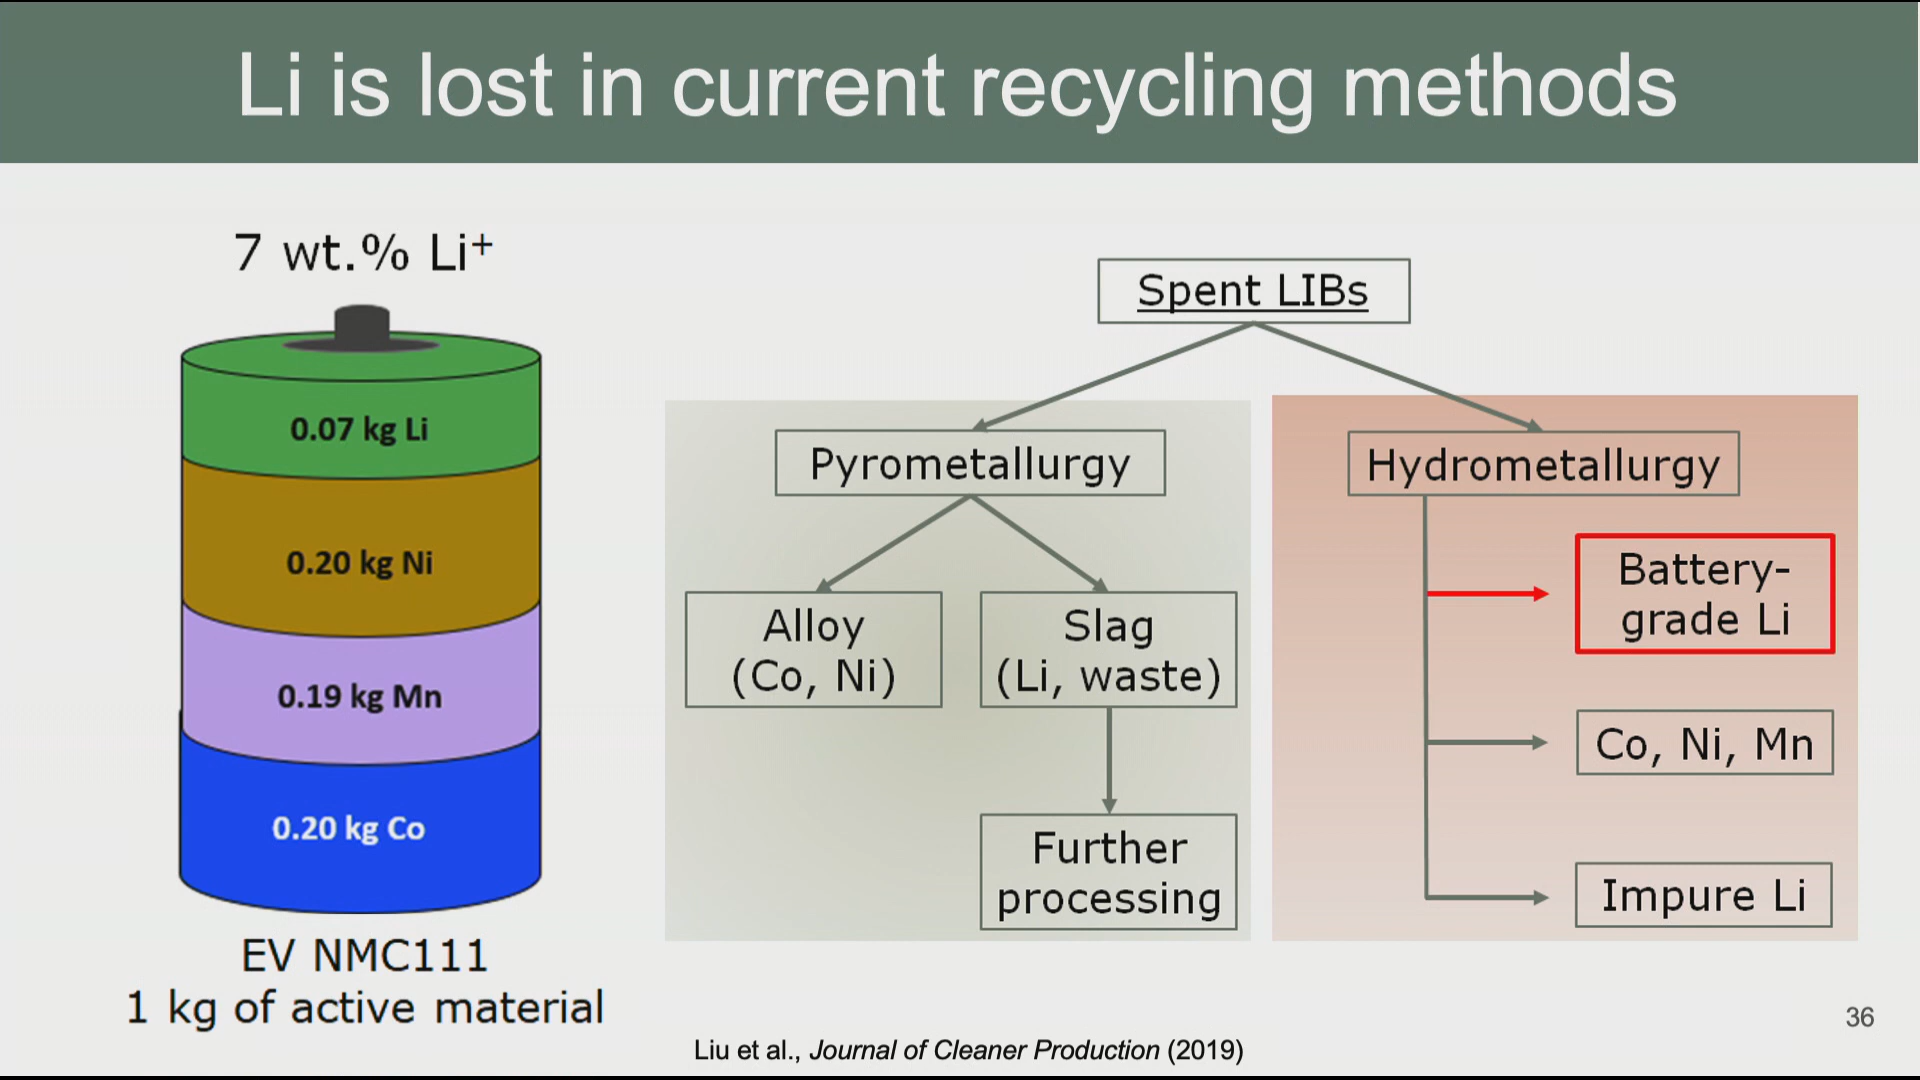 Li is lost in current recycling methods
7 wt.% Li⁺
0.07 kg Li
0.20 kg Ni
0.19 kg Mn
0.20 kg Co
EV NMC111
1 kg of active material
Spent LIBs
Pyrometallurgy
Alloy
(Co, Ni)
Slag
(Li, waste)
Further
processing
Hydrometallurgy
Battery-
grade Li
Co, Ni, Mn
Impure Li
Liu et al., Journal of Cleaner Production (2019)
36